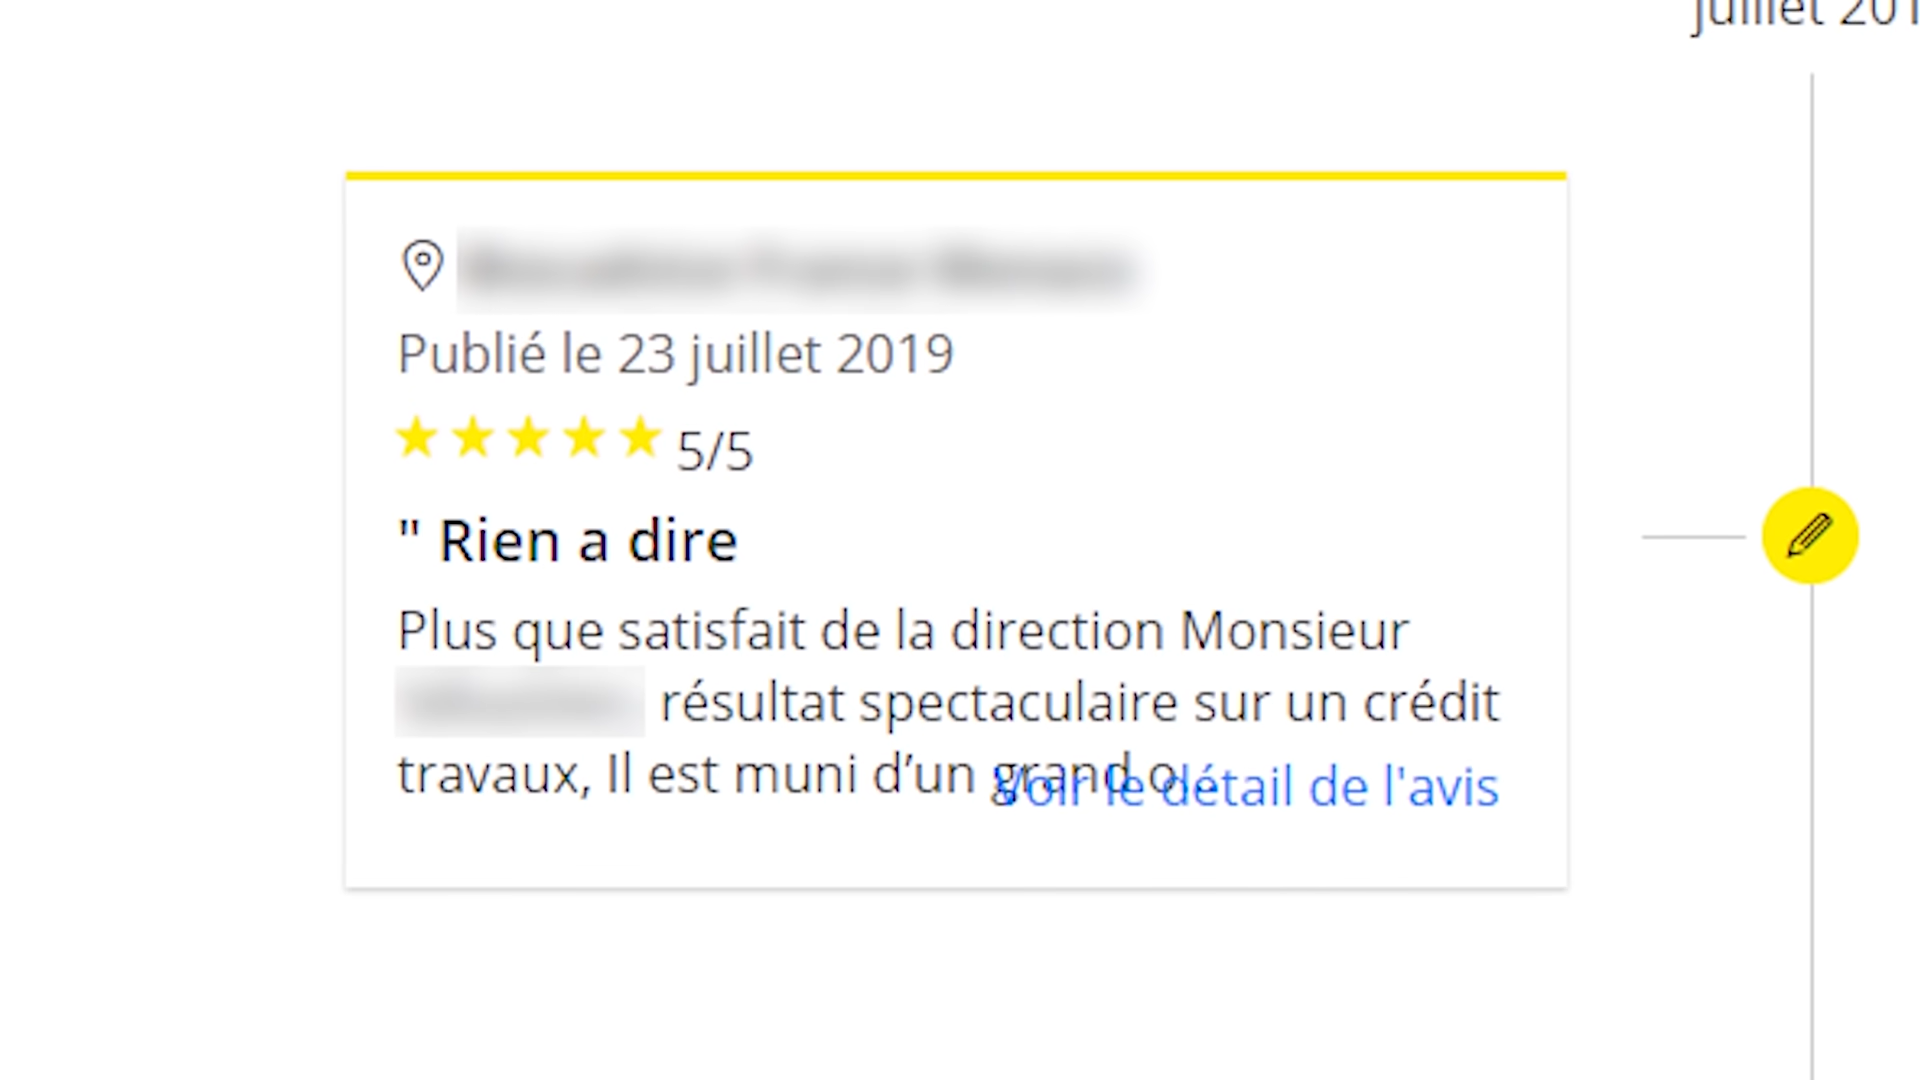 juillet 201
Publié le 23 juillet 2019
5/5
" Rien a dire
Plus que satisfait de la direction Monsieur
résultat spectaculaire sur un crédit
travaux, Il est muni d’un grand o
Voir le détail de l'avis